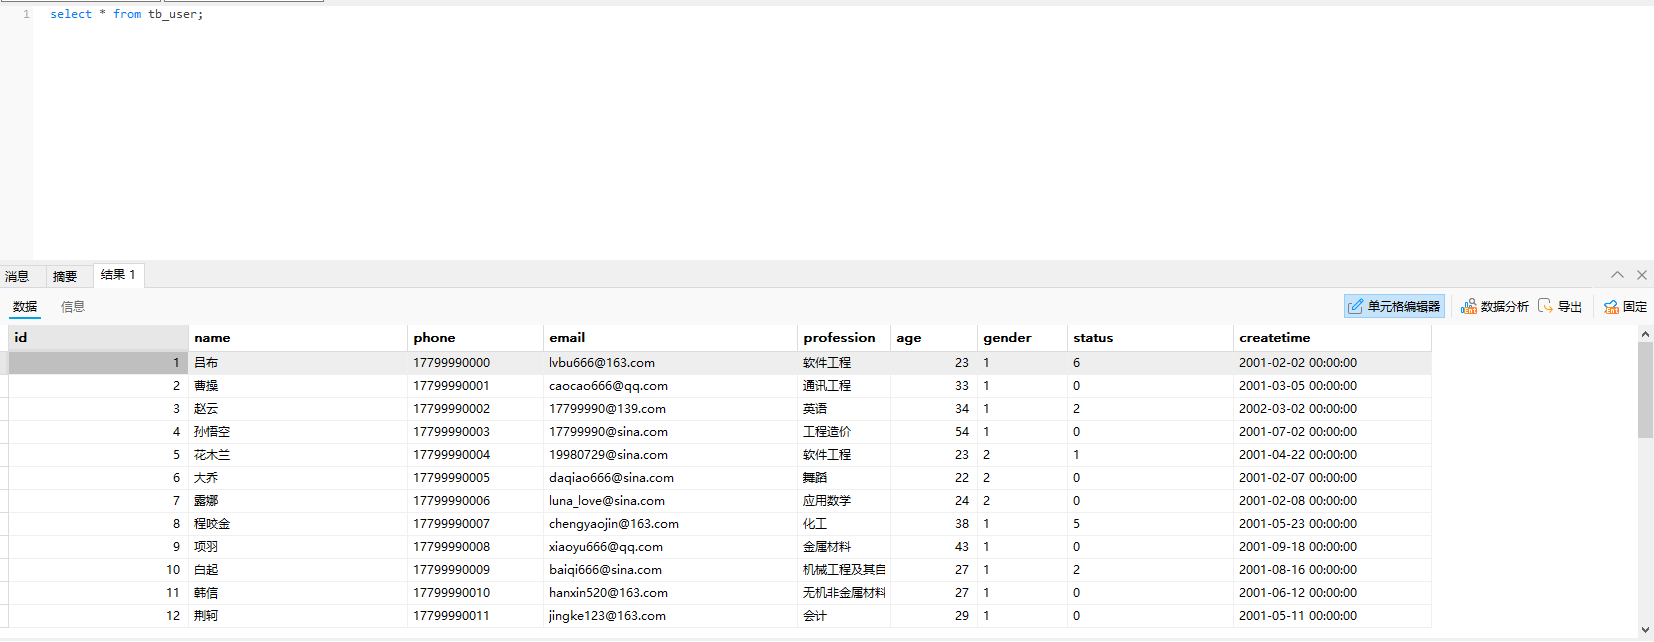 1 select * from tb_user;
消息 摘要 结果 1
数据 信息 单元格编辑器 数据分析 导出 固定
id name phone email profession age gender status createtime
1 吕布 17799990000 lvbu666@163.com 软件工程 23 1 6 2001-02-02 00:00:00
2 曹操 17799990001 caocao666@qq.com 通讯工程 33 1 0 2001-03-05 00:00:00
3 赵云 17799990002 17799990@139.com 英语 34 1 2 2002-03-02 00:00:00
4 孙悟空 17799990003 17799990@sina.com 工程造价 54 1 0 2001-07-02 00:00:00
5 花木兰 17799990004 19980729@sina.com 软件工程 23 2 1 2001-04-22 00:00:00
6 大乔 17799990005 daqiao666@sina.com 舞蹈 22 2 0 2001-02-07 00:00:00
7 露娜 17799990006 luna_love@sina.com 应用数学 24 2 0 2001-02-08 00:00:00
8 程咬金 17799990007 chengyaojin@163.com 化工 38 1 5 2001-05-23 00:00:00
9 项羽 17799990008 xiaoyu666@qq.com 金属材料 43 1 0 2001-09-18 00:00:00
10 白起 17799990009 baiqi666@sina.com 机械工程及其自 27 1 2 2001-08-16 00:00:00
11 韩信 17799990010 hanxin520@163.com 无机非金属材料 27 1 0 2001-06-12 00:00:00
12 荆轲 17799990011 jingke123@163.com 会计 29 1 0 2001-05-11 00:00:00